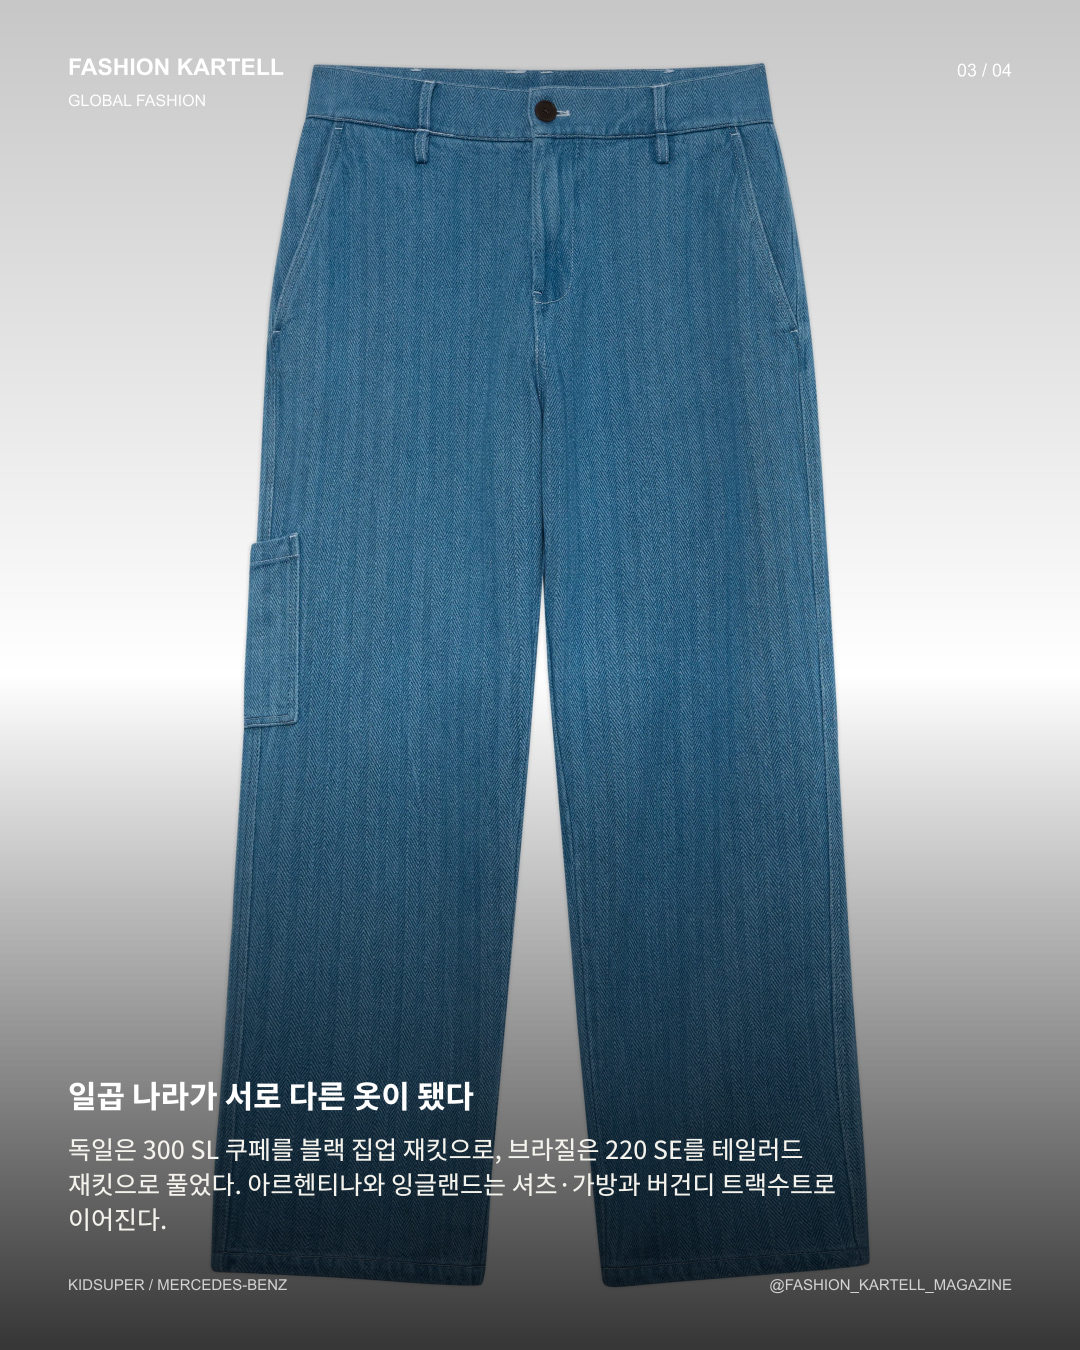 FASHION KARTELL
GLOBAL FASHION
03 / 04
일곱 나라가 서로 다른 옷이 됐다
독일은 300 SL 쿠페를 블랙 집업 재킷으로, 브라질은 220 SE를 테일러드
재킷으로 풀었다. 아르헨티나와 잉글랜드는 셔츠·가방과 버건디 트랙수트로
이어진다.
KIDSUPER / MERCEDES-BENZ
@FASHION_KARTELL_MAGAZINE